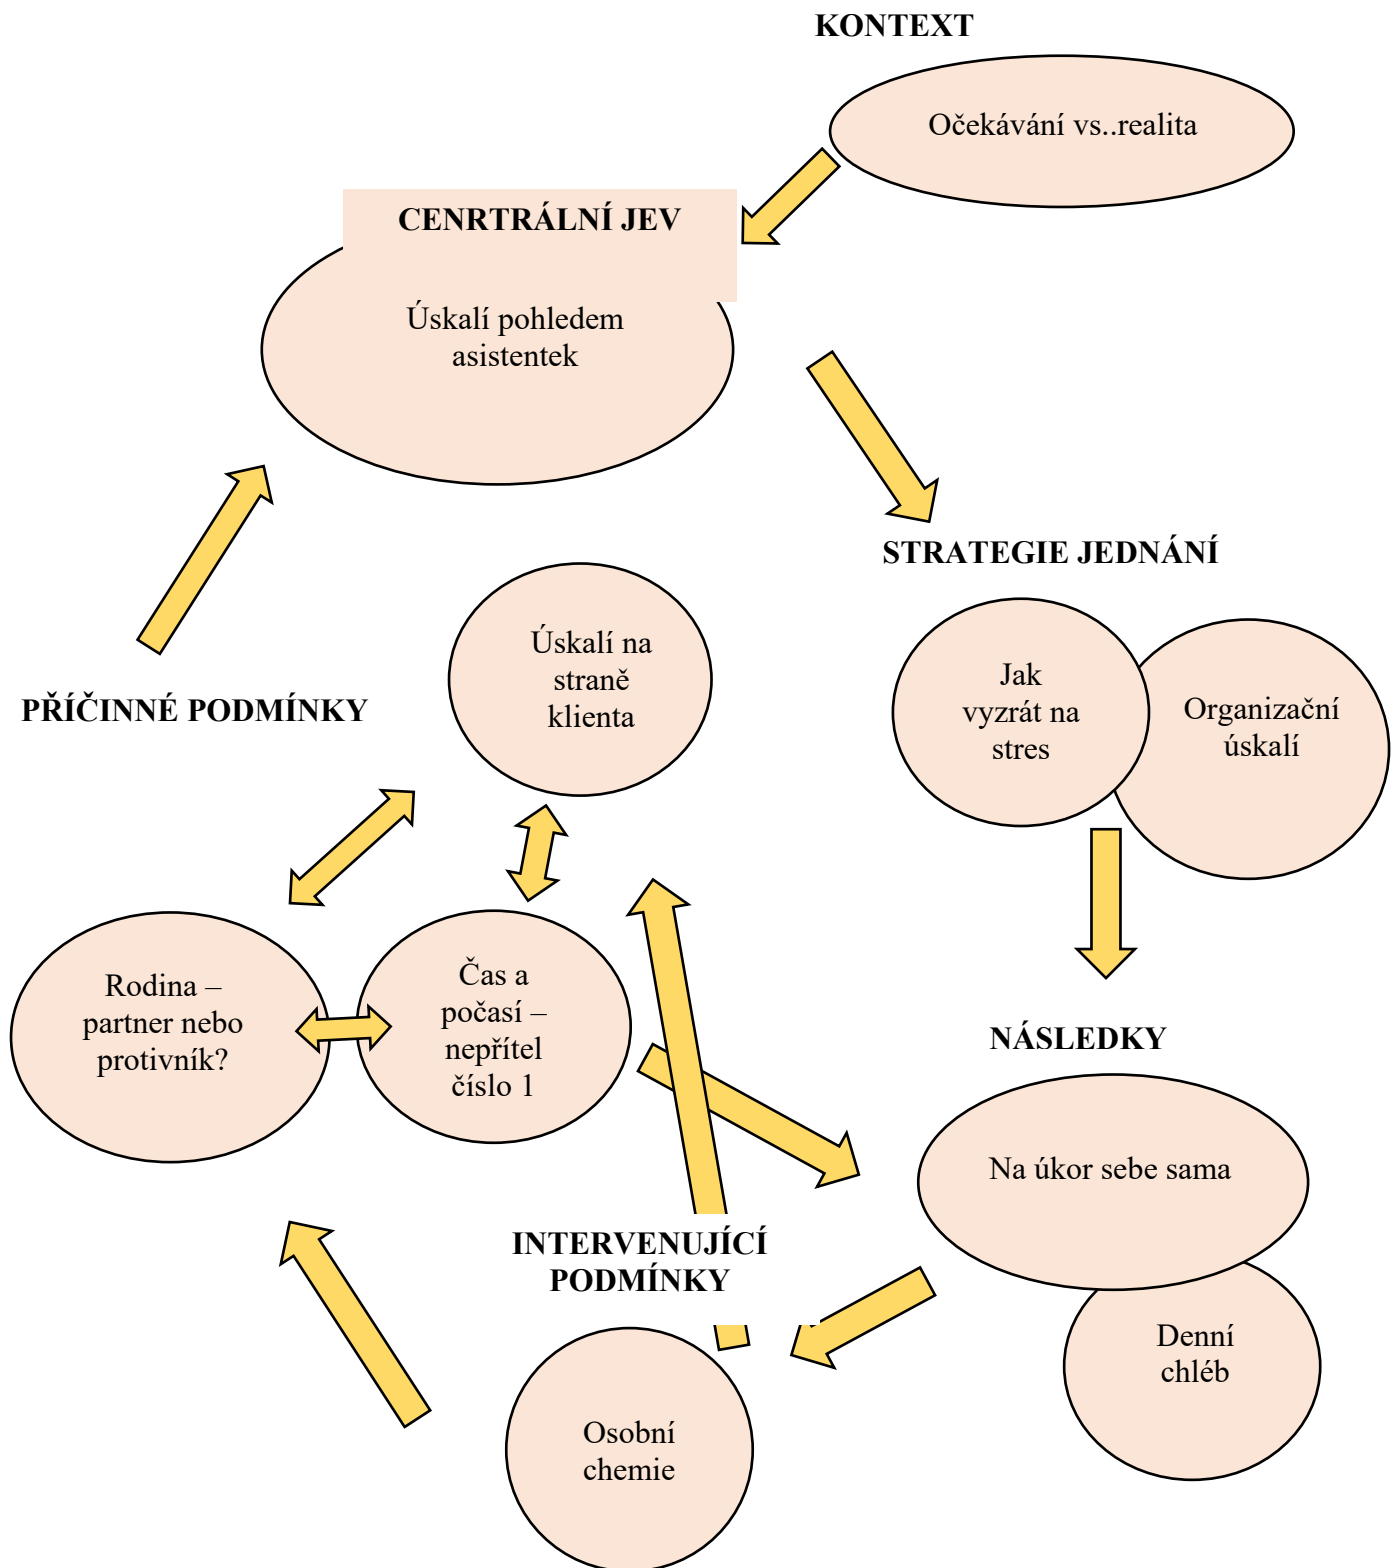 KONTEXT
Očekávání vs..realita
CENRTRÁLNÍ JEV
Úskalí pohledem
asistentek
STRATEGIE JEDNÁNÍ
Úskalí na
straně
klienta
Jak
vyzrát na
stres
Organizační
úskalí
PŘÍČINNÉ PODMÍNKY
Rodina –
partner nebo
protivník?
Čas a
počasí –
nepřítel
číslo 1
NÁSLEDKY
Na úkor sebe sama
INTERVENUJÍCÍ
PODMÍNKY
Denní
chléb
Osobní
chemie